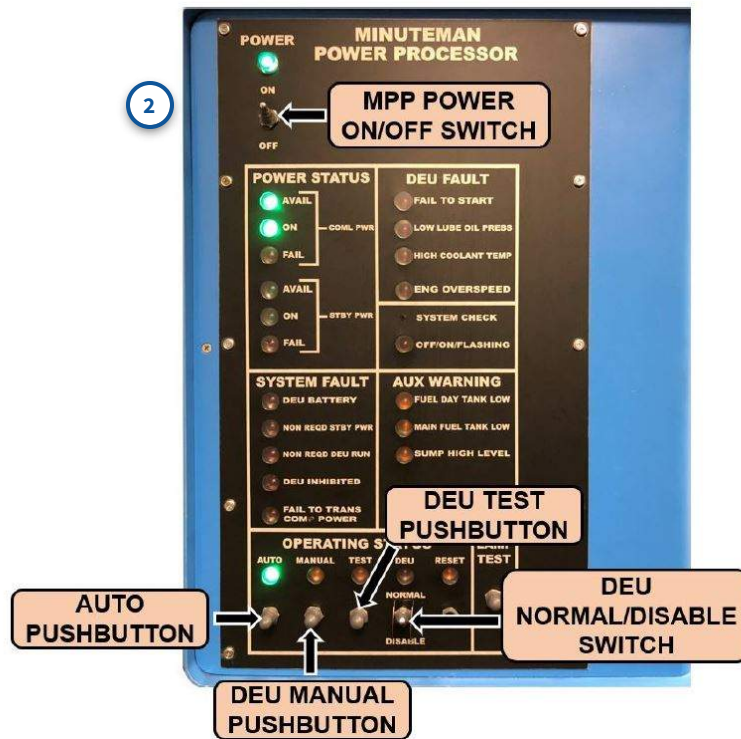 MINUTEMAN
POWER PROCESSOR
POWER
ON
OFF
2
MPP POWER
ON/OFF SWITCH
POWER STATUS
AVAIL
ON
FAIL
COML PWR
AVAIL
ON
FAIL
STBY PWR
DEU FAULT
FAIL TO START
LOW LUBE OIL PRESS
HIGH COOLANT TEMP
ENG OVERSPEED
SYSTEM CHECK
OFF/ON/FLASHING
SYSTEM FAULT
DEU BATTERY
NON REQD STBY PWR
NON REQD DEU RUN
DEU INHIBITED
FAIL TO TRANS
POWER
AUX WARNING
FUEL DAY TANK LOW
MAIN FUEL TANK LOW
SUMP HIGH LEVEL
DEU TEST
PUSHBUTTON
OPERATING
AUTO
MANUAL
TEST
DEU
RESET
NORMAL
DISABLE
TEST
AUTO
PUSHBUTTON
DEU MANUAL
PUSHBUTTON
DEU
NORMAL/DISABLE
SWITCH